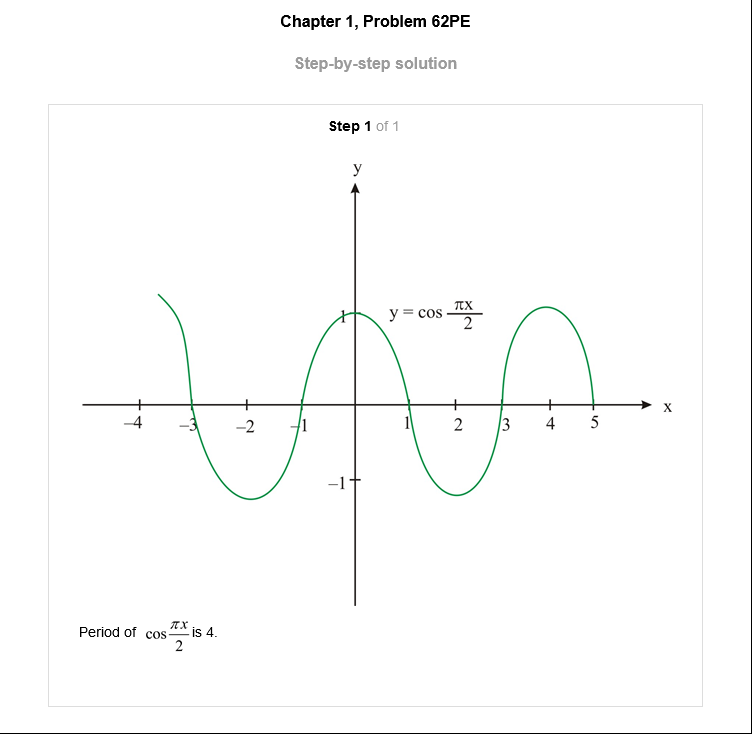 Chapter 1, Problem 62PE
Step-by-step solution
Step 1 of 1
y
1
y = cos πx/2
–4 –3 –2 –1 1 2 3 4 5 x
–1
Period of cos πx/2 is 4.